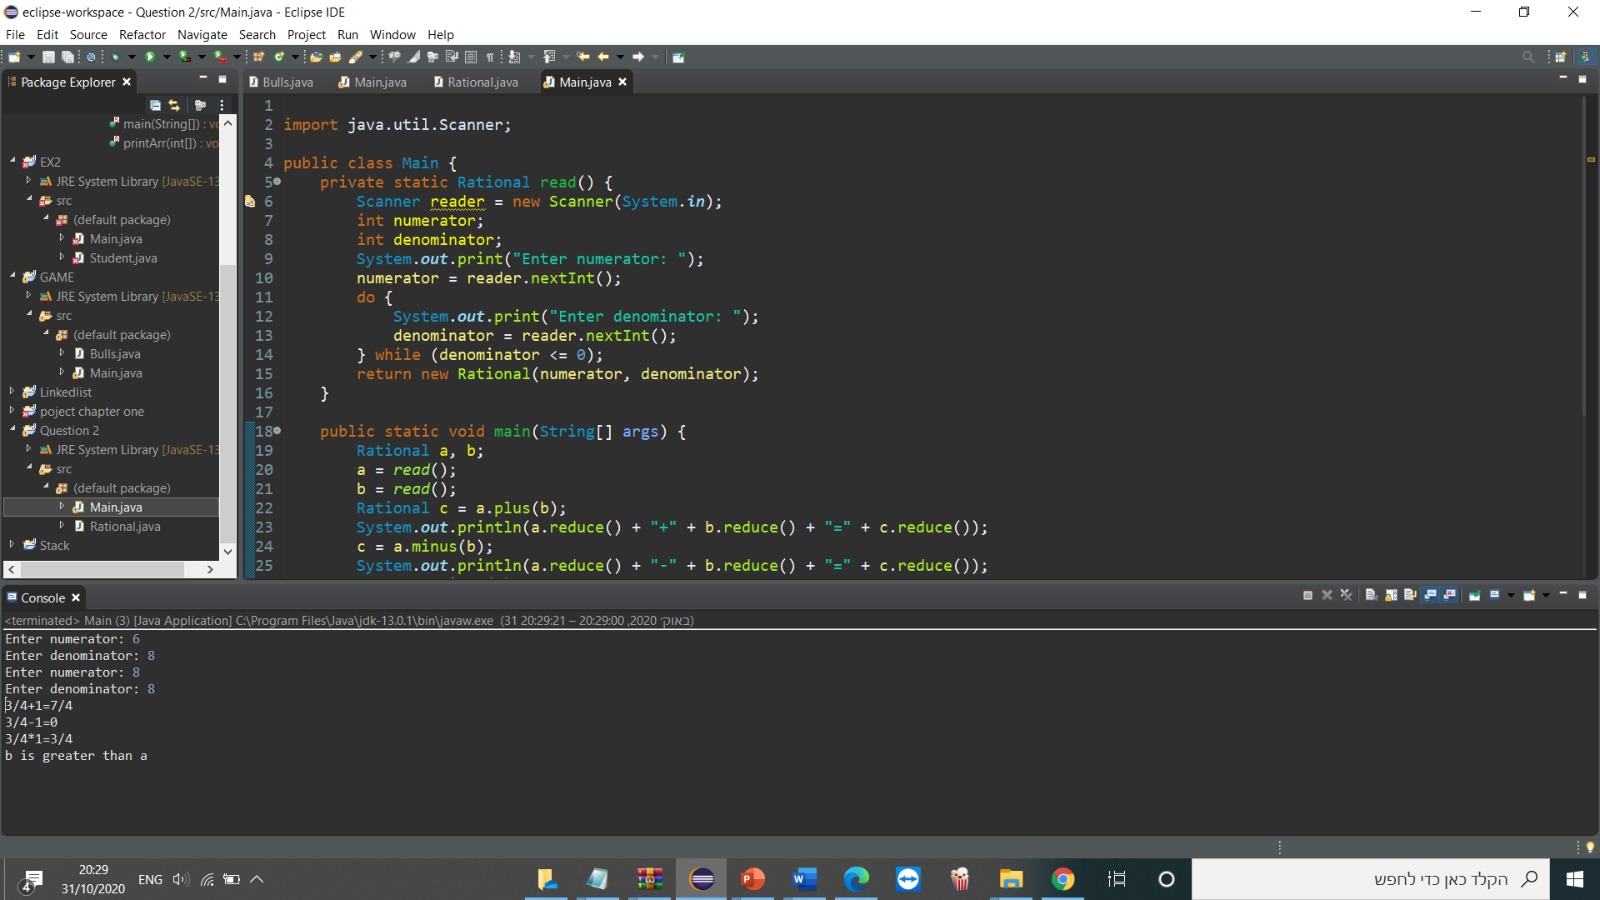 eclipse-workspace - Question 2/src/Main.java - Eclipse IDE
File Edit Source Refactor Navigate Search Project Run Window Help
Package Explorer
Bulls.java Main.java Rational.java Main.java
main(String[]) : vo
printArr(int[]) : vo
EX2
JRE System Library [JavaSE-13
src
(default package)
Main.java
Student.java
GAME
JRE System Library [JavaSE-13
src
(default package)
Bulls.java
Main.java
Linkedlist
poject chapter one
Question 2
JRE System Library [JavaSE-13
src
(default package)
Main.java
Rational.java
Stack
1
2 import java.util.Scanner;
3
4 public class Main {
5 private static Rational read() {
6 Scanner reader = new Scanner(System.in);
7 int numerator;
8 int denominator;
9 System.out.print("Enter numerator: ");
10 numerator = reader.nextInt();
11 do {
12 System.out.print("Enter denominator: ");
13 denominator = reader.nextInt();
14 } while (denominator <= 0);
15 return new Rational(numerator, denominator);
16 }
17
18 public static void main(String[] args) {
19 Rational a, b;
20 a = read();
21 b = read();
22 Rational c = a.plus(b);
23 System.out.println(a.reduce() + "+" + b.reduce() + "=" + c.reduce());
24 c = a.minus(b);
25 System.out.println(a.reduce() + "-" + b.reduce() + "=" + c.reduce());
Console
<terminated> Main (3) [Java Application] C:\Program Files\Java\jdk-13.0.1\bin\javaw.exe (31 באוק׳ 2020, 20:29:00 – 20:29:21)
Enter numerator: 6
Enter denominator: 8
Enter numerator: 8
Enter denominator: 8
3/4+1=7/4
3/4-1=0
3/4*1=3/4
b is greater than a
4
20:29
31/10/2020
ENG
הקלד כאן כדי לחפש